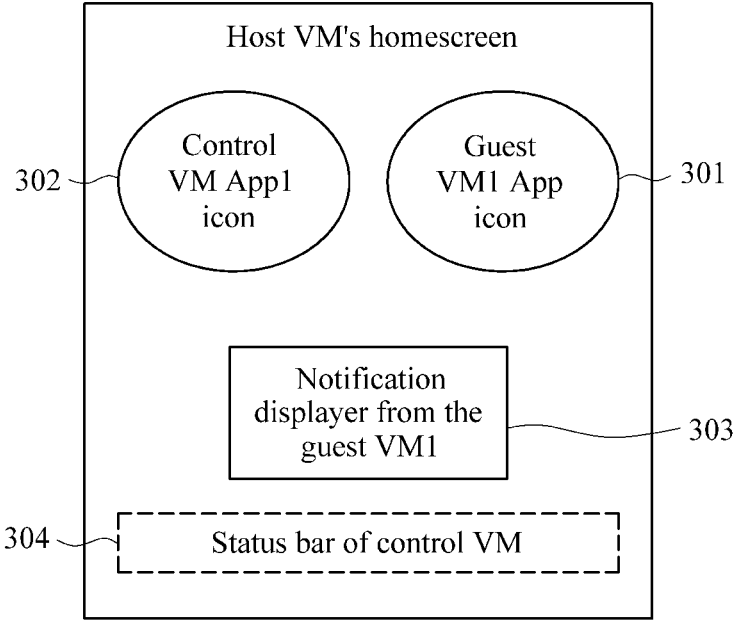 Host VM's homescreen
Control
VM App1
icon
302
Guest
VM1 App
icon
301
Notification
displayer from the
guest VM1
303
304
Status bar of control VM